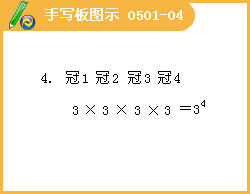 手写板图示 0501-04
4. 冠1 冠2 冠3 冠4
3 × 3 × 3 × 3 =3⁴